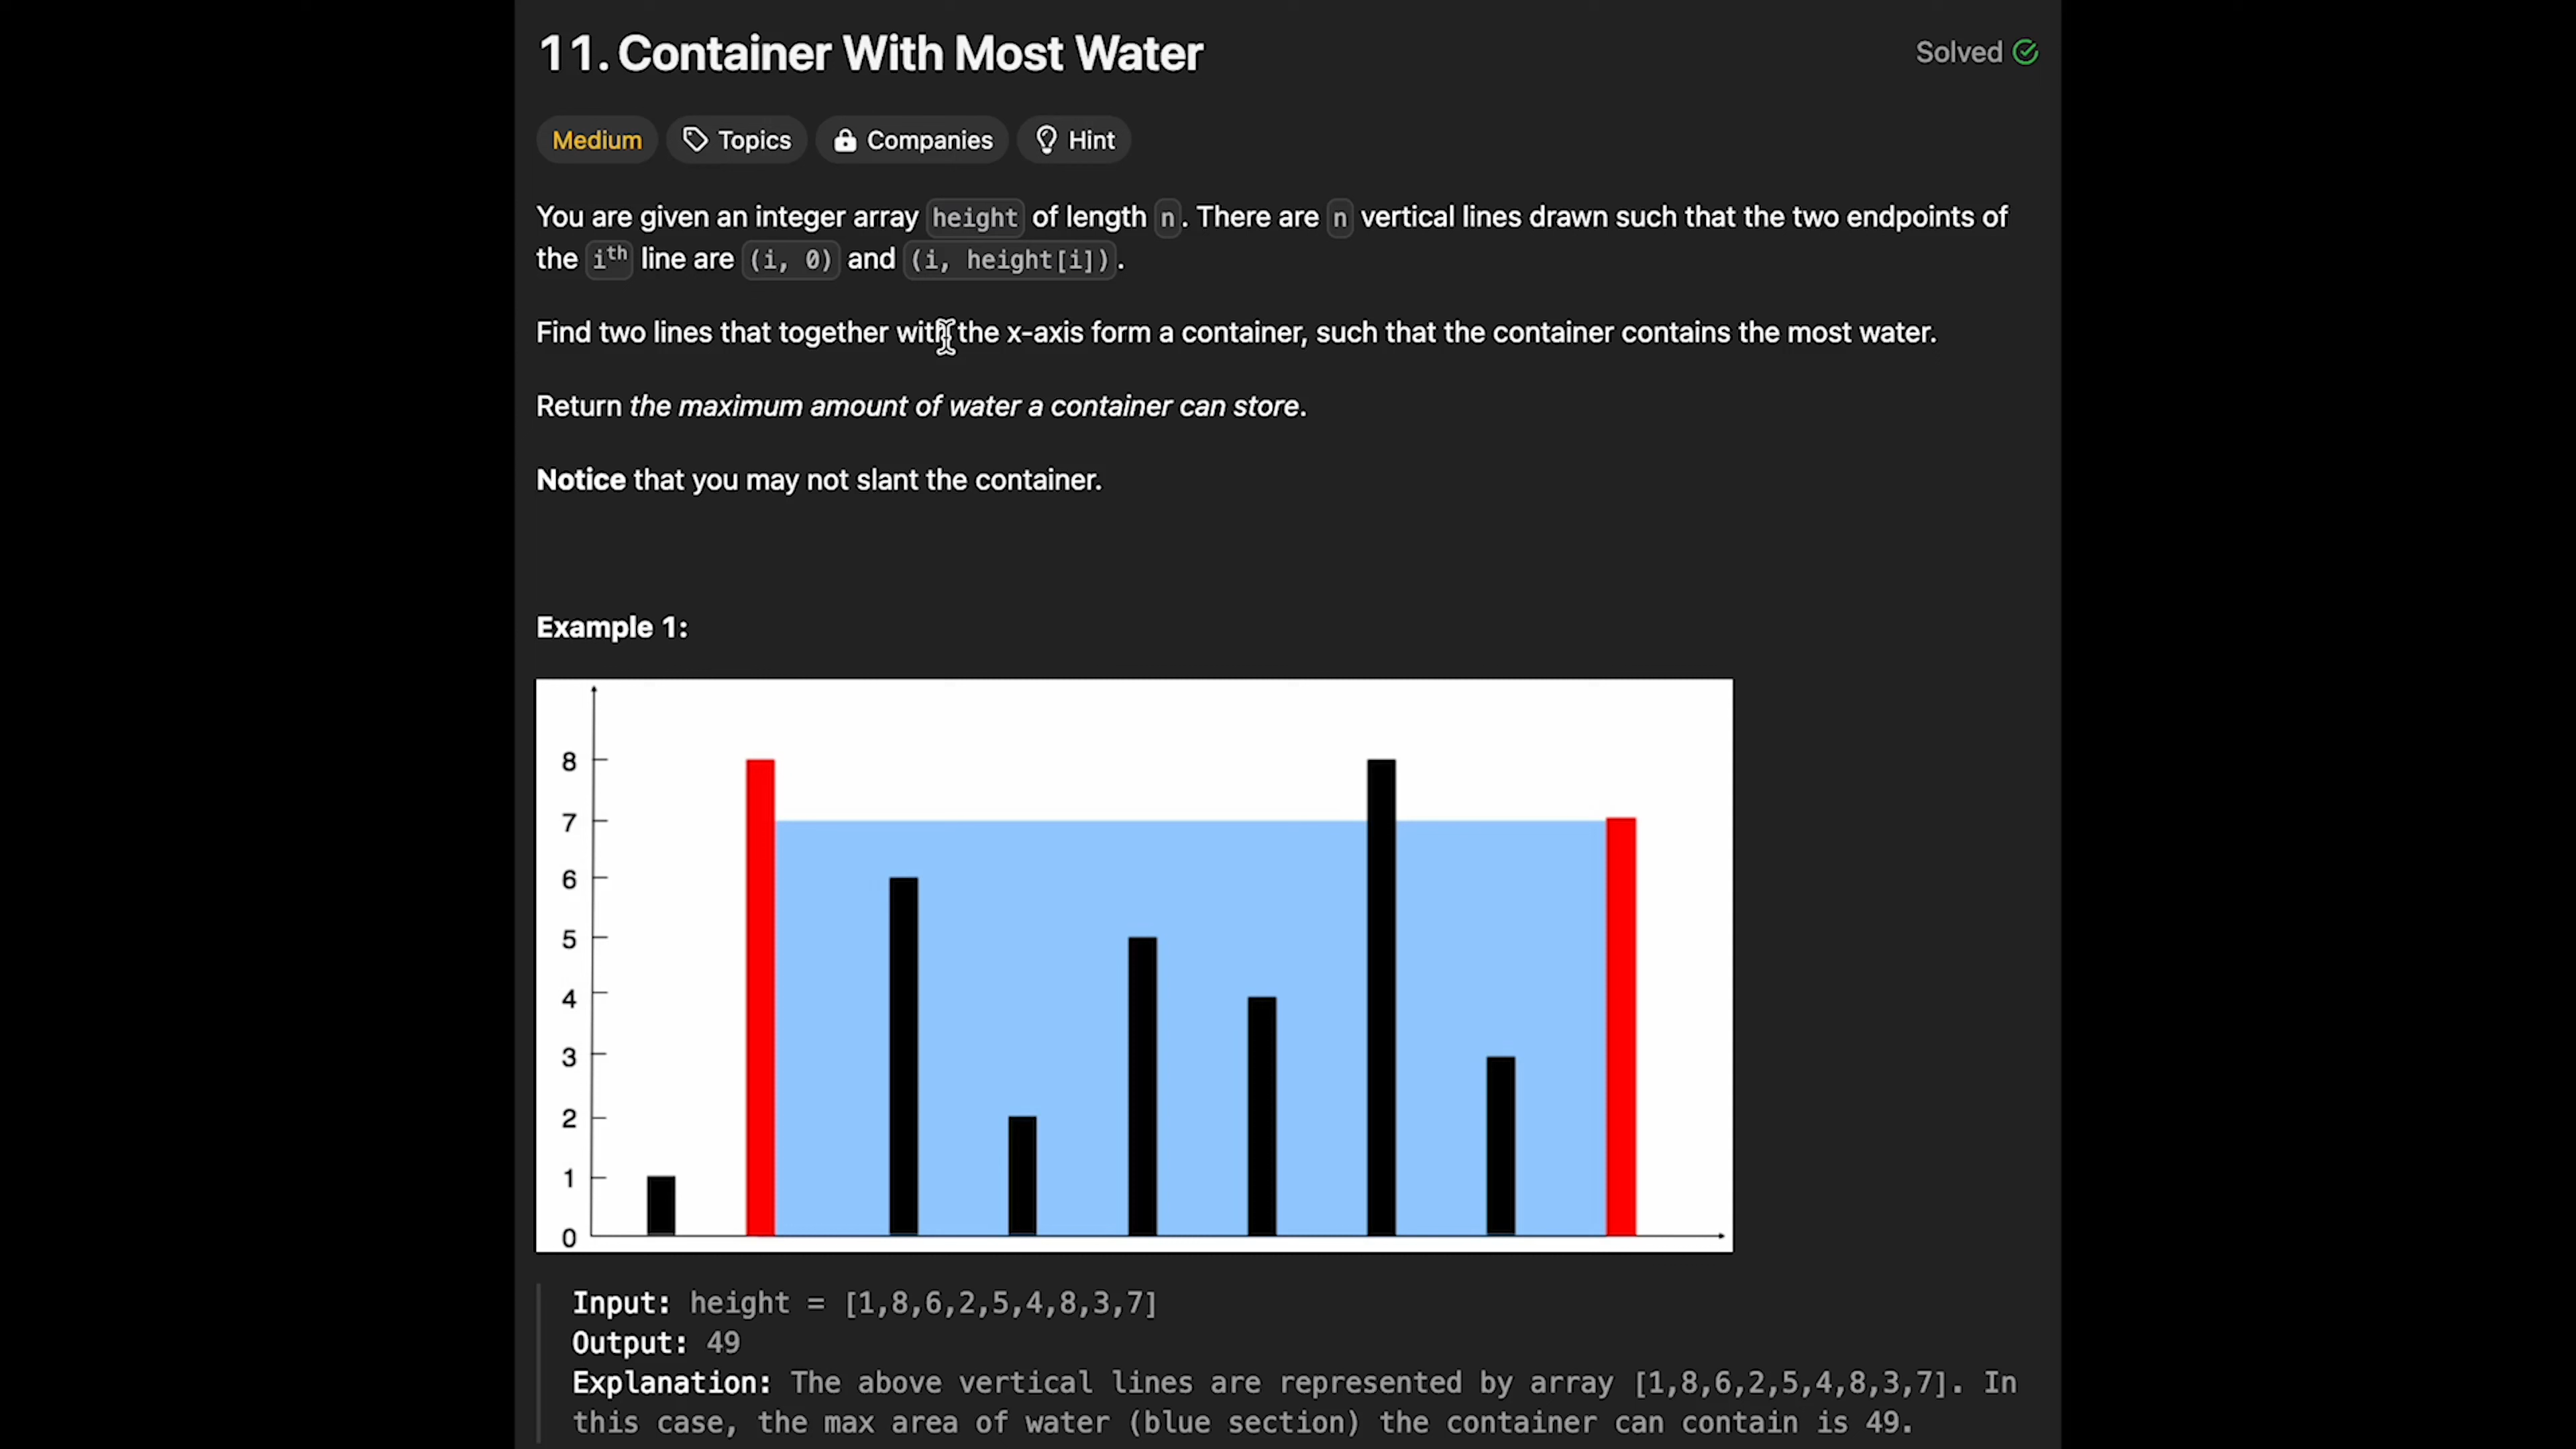 11. Container With Most Water
Solved
Medium
Topics
Companies
Hint
You are given an integer array height of length n. There are n vertical lines drawn such that the two endpoints of
the ith line are (i, 0) and (i, height[i]).
Find two lines that together with the x-axis form a container, such that the container contains the most water.
Return the maximum amount of water a container can store.
Notice that you may not slant the container.
Example 1:
8
7
6
5
4
3
2
1
0
Input: height = [1,8,6,2,5,4,8,3,7]
Output: 49
Explanation: The above vertical lines are represented by array [1,8,6,2,5,4,8,3,7]. In
this case, the max area of water (blue section) the container can contain is 49.